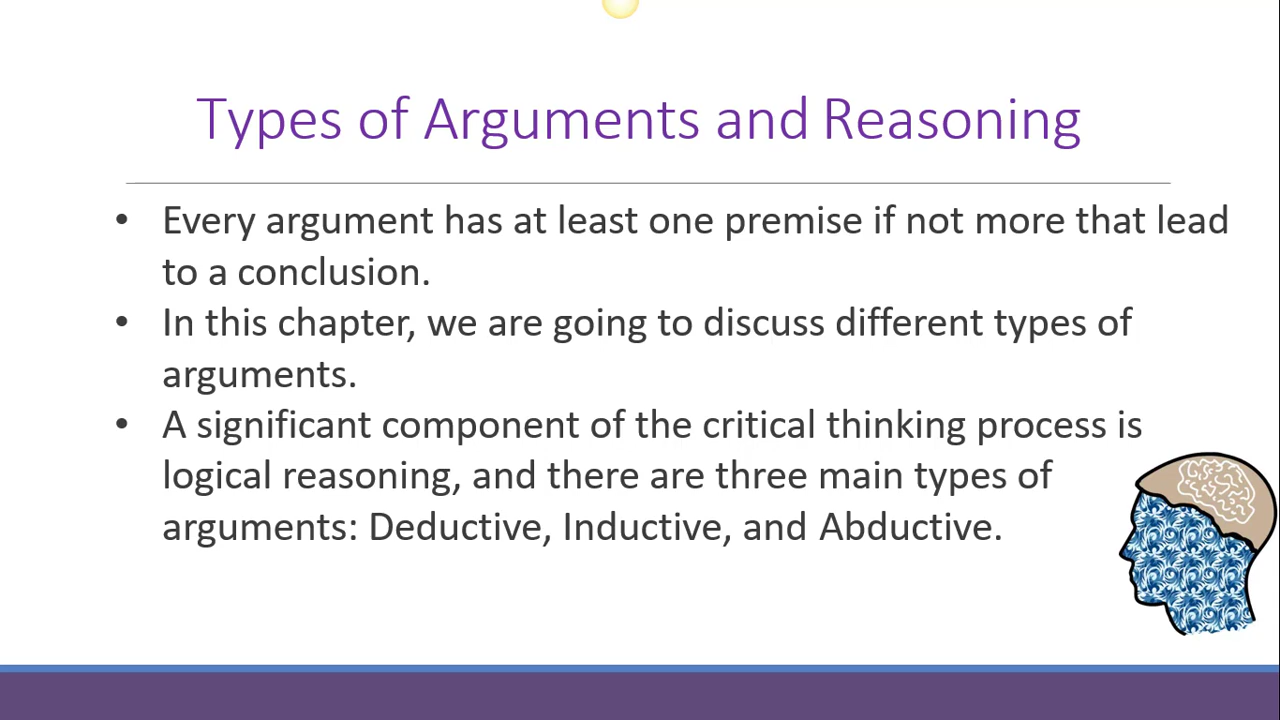 Types of Arguments and Reasoning
• Every argument has at least one premise if not more that lead
to a conclusion.
• In this chapter, we are going to discuss different types of
arguments.
• A significant component of the critical thinking process is
logical reasoning, and there are three main types of
arguments: Deductive, Inductive, and Abductive.